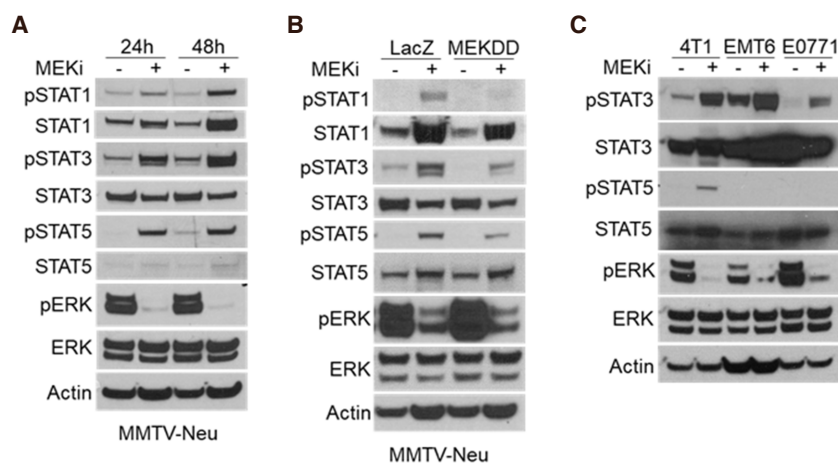 A
24h 48h
MEKi - + - +
pSTAT1
STAT1
pSTAT3
STAT3
pSTAT5
STAT5
pERK
ERK
Actin
MMTV-Neu
B
LacZ MEKDD
MEKi - + - +
pSTAT1
STAT1
pSTAT3
STAT3
pSTAT5
STAT5
pERK
ERK
Actin
MMTV-Neu
C
4T1 EMT6 E0771
MEKi - + - + - +
pSTAT3
STAT3
pSTAT5
STAT5
pERK
ERK
Actin